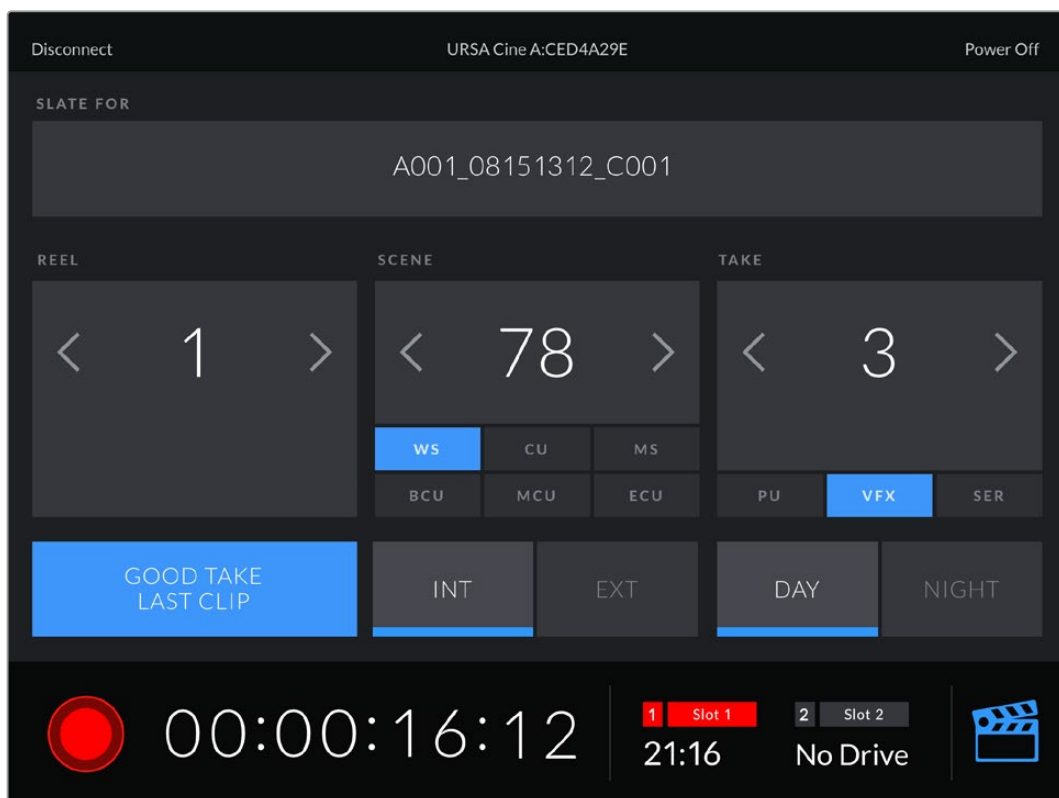 Disconnect
URSA Cine A:CED4A29E
Power Off
SLATE FOR
A001_08151312_C001
REEL
SCENE
TAKE
< 1 >
< 78 >
< 3 >
WS
CU
MS
BCU
MCU
ECU
PU
VFX
SER
GOOD TAKE
LAST CLIP
INT
EXT
DAY
NIGHT
00:00:16:12
1
Slot 1
21:16
2
Slot 2
No Drive